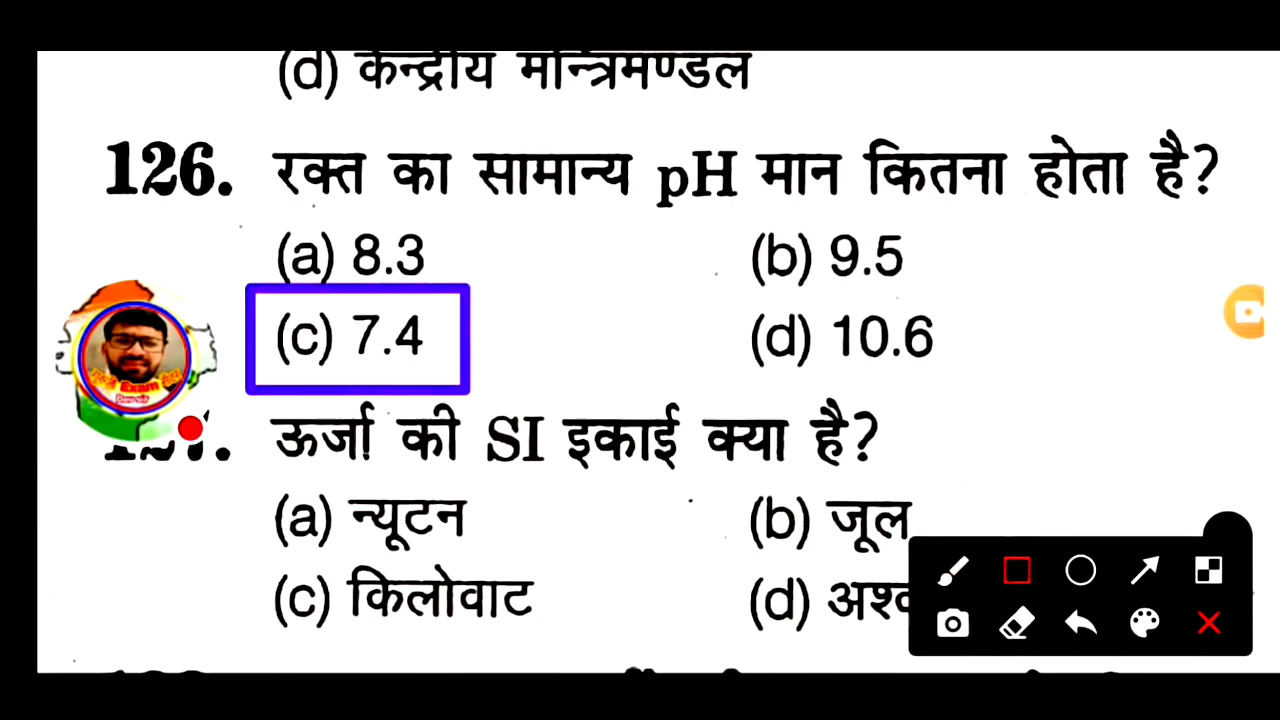 (d) केन्द्रीय मन्त्रिमण्डल
126. रक्त का सामान्य pH मान कितना होता है?
(a) 8.3 (b) 9.5
(c) 7.4 (d) 10.6
ऊर्जा की SI इकाई क्या है?
(a) न्यूटन (b) जूल
(c) किलोवाट (d)
Exam